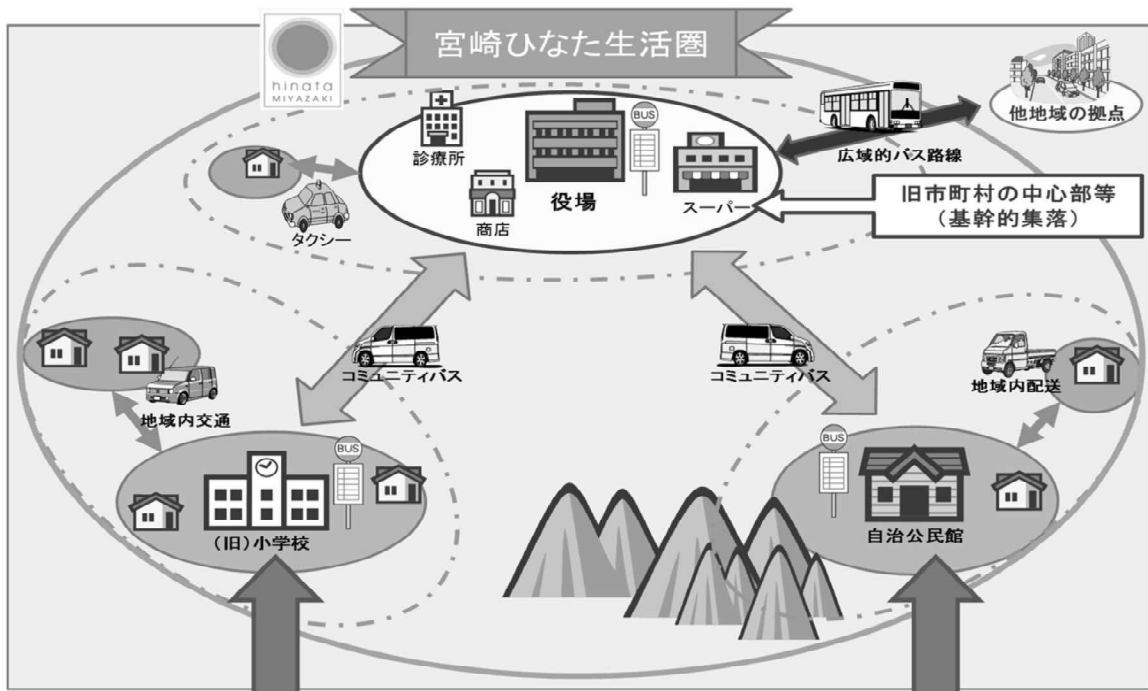 宮崎ひなた生活圏
hinata
MIYAZAKI
診療所
役場
BUS
商店
スーパー
広域的バス路線
他地域の拠点
旧市町村の中心部等
（基幹的集落）
タクシー
コミュニティバス
コミュニティバス
地域内交通
地域内配送
BUS
(旧)小学校
BUS
自治公民館